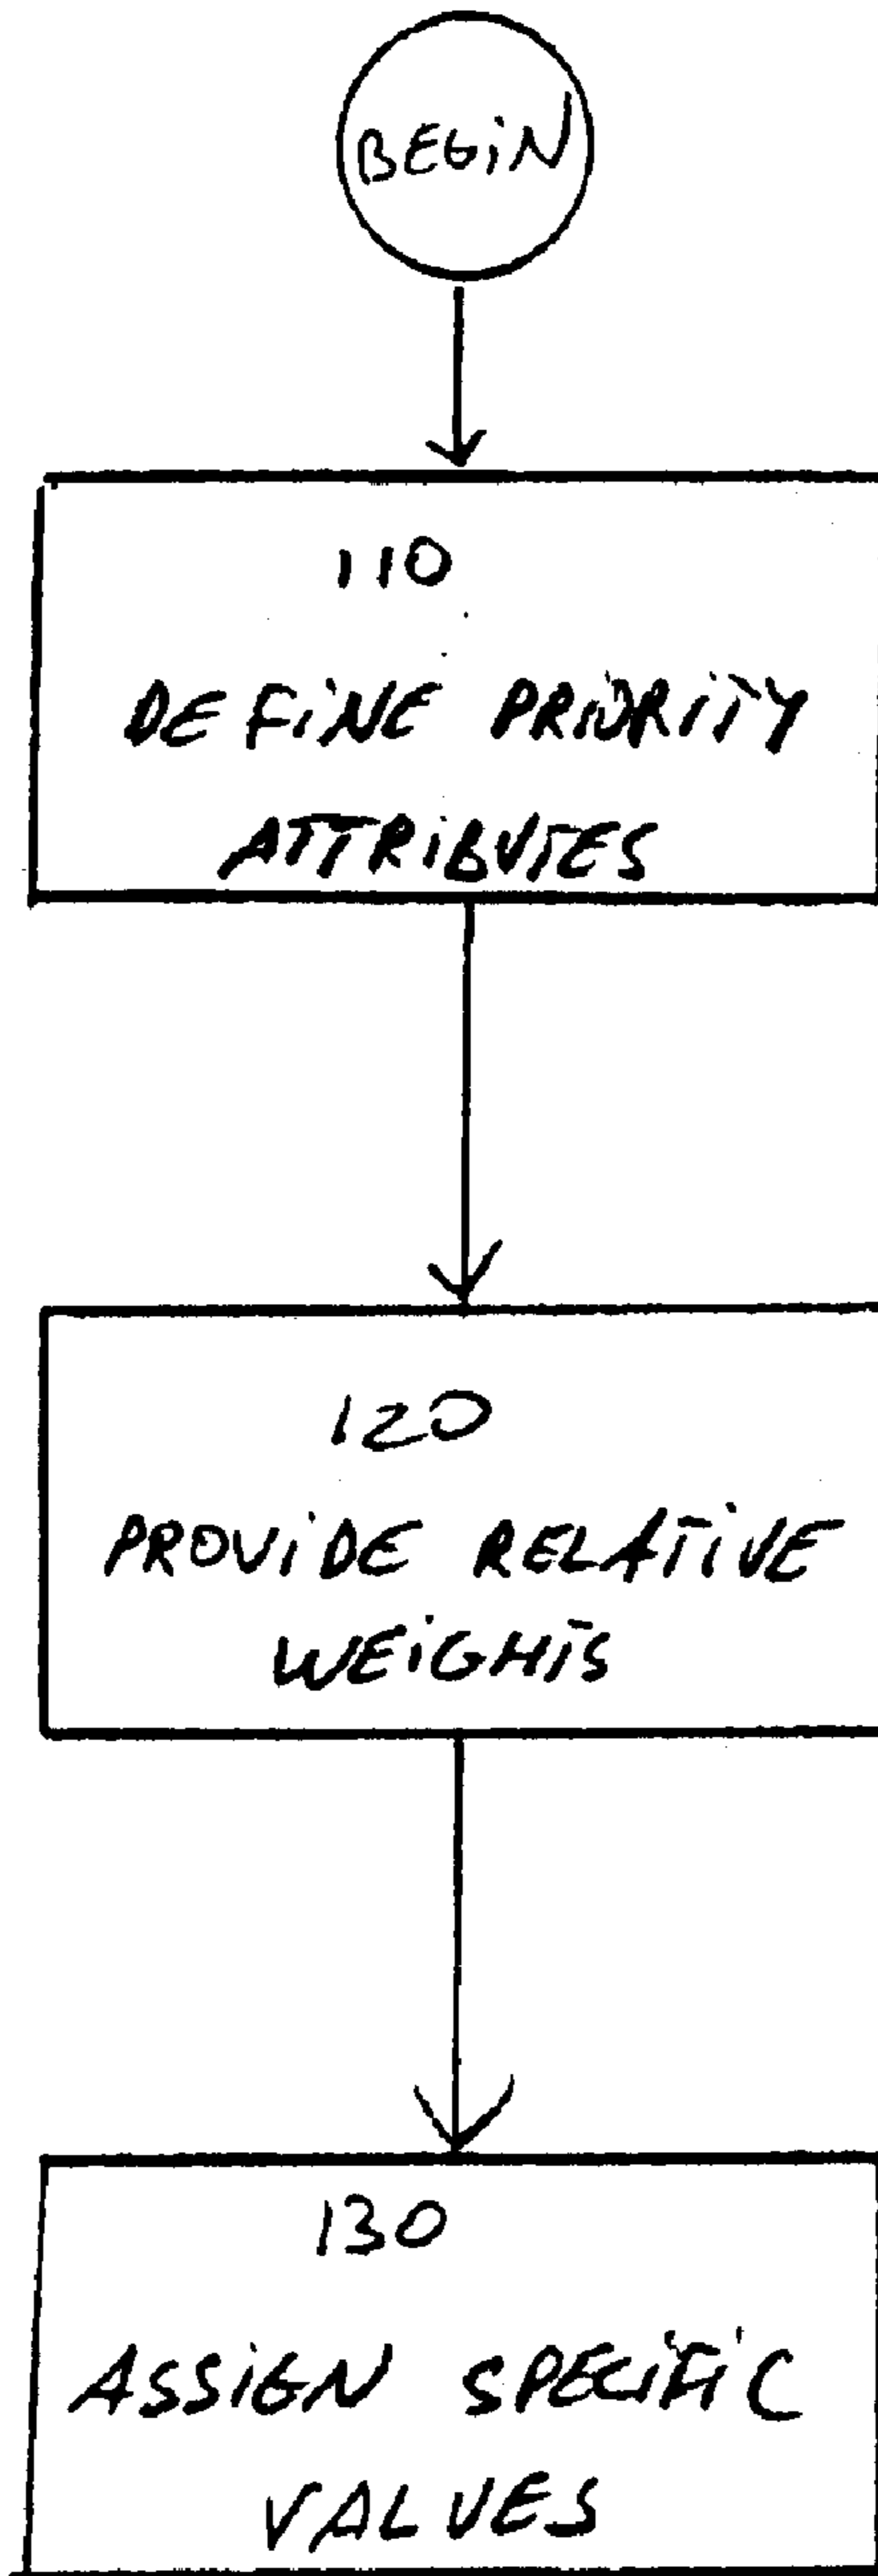 BEGiN
110
DEFiNE PRiORiTY
ATTRiBUTES
120
PROViDE RELATiVE
WEiGHTS
130
ASSiGN SPECiFiC
VALUES